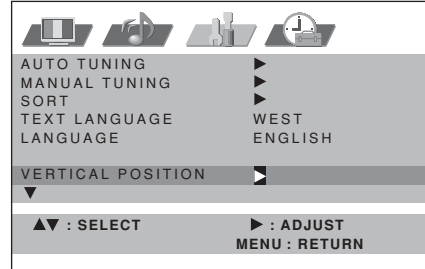 AUTO TUNING ▶
MANUAL TUNING ▶
SORT ▶
TEXT LANGUAGE WEST
LANGUAGE ENGLISH
VERTICAL POSITION ▶
▼
▲▼ : SELECT ▶ : ADJUST
MENU : RETURN